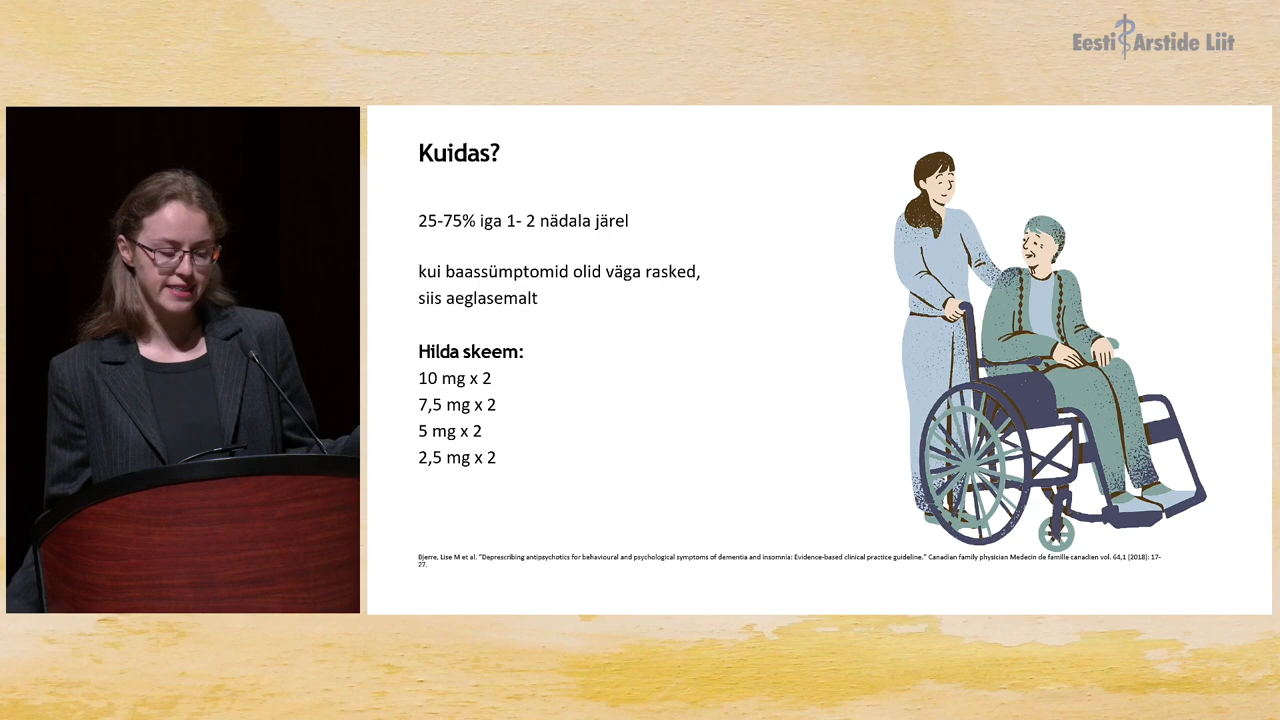 Eesti Arstide Liit
Kuidas?
25-75% iga 1- 2 nädala järel
kui baassümptomid olid väga rasked,
siis aeglasemalt
Hilda skeem:
10 mg x 2
7,5 mg x 2
5 mg x 2
2,5 mg x 2
Bjerre, Lise M et al. "Deprescribing antipsychotics for behavioural and psychological symptoms of dementia and insomnia: Evidence-based clinical practice guideline." Canadian family physician Medecin de famille canadien vol. 64,1 (2018): 17-
27.